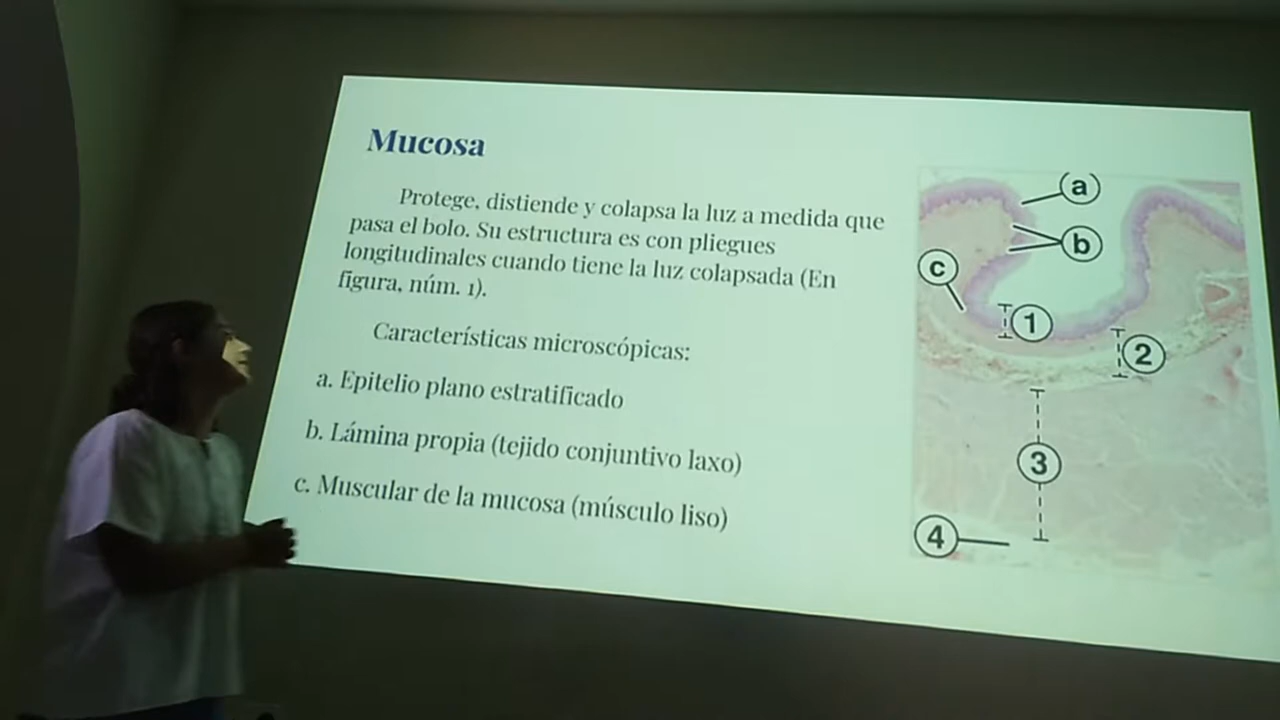 Mucosa
Protege, distiende y colapsa la luz a medida que
pasa el bolo. Su estructura es con pliegues
longitudinales cuando tiene la luz colapsada (En
figura, núm. 1).
Características microscópicas:
a. Epitelio plano estratificado
b. Lámina propia (tejido conjuntivo laxo)
c. Muscular de la mucosa (músculo liso)
a
b
c
1
2
3
4